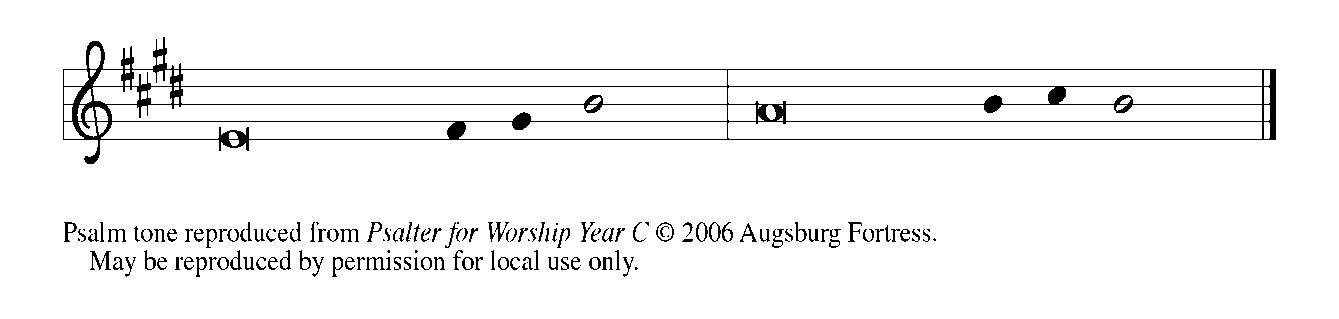 Psalm tone reproduced from Psalter for Worship Year C © 2006 Augsburg Fortress.
May be reproduced by permission for local use only.